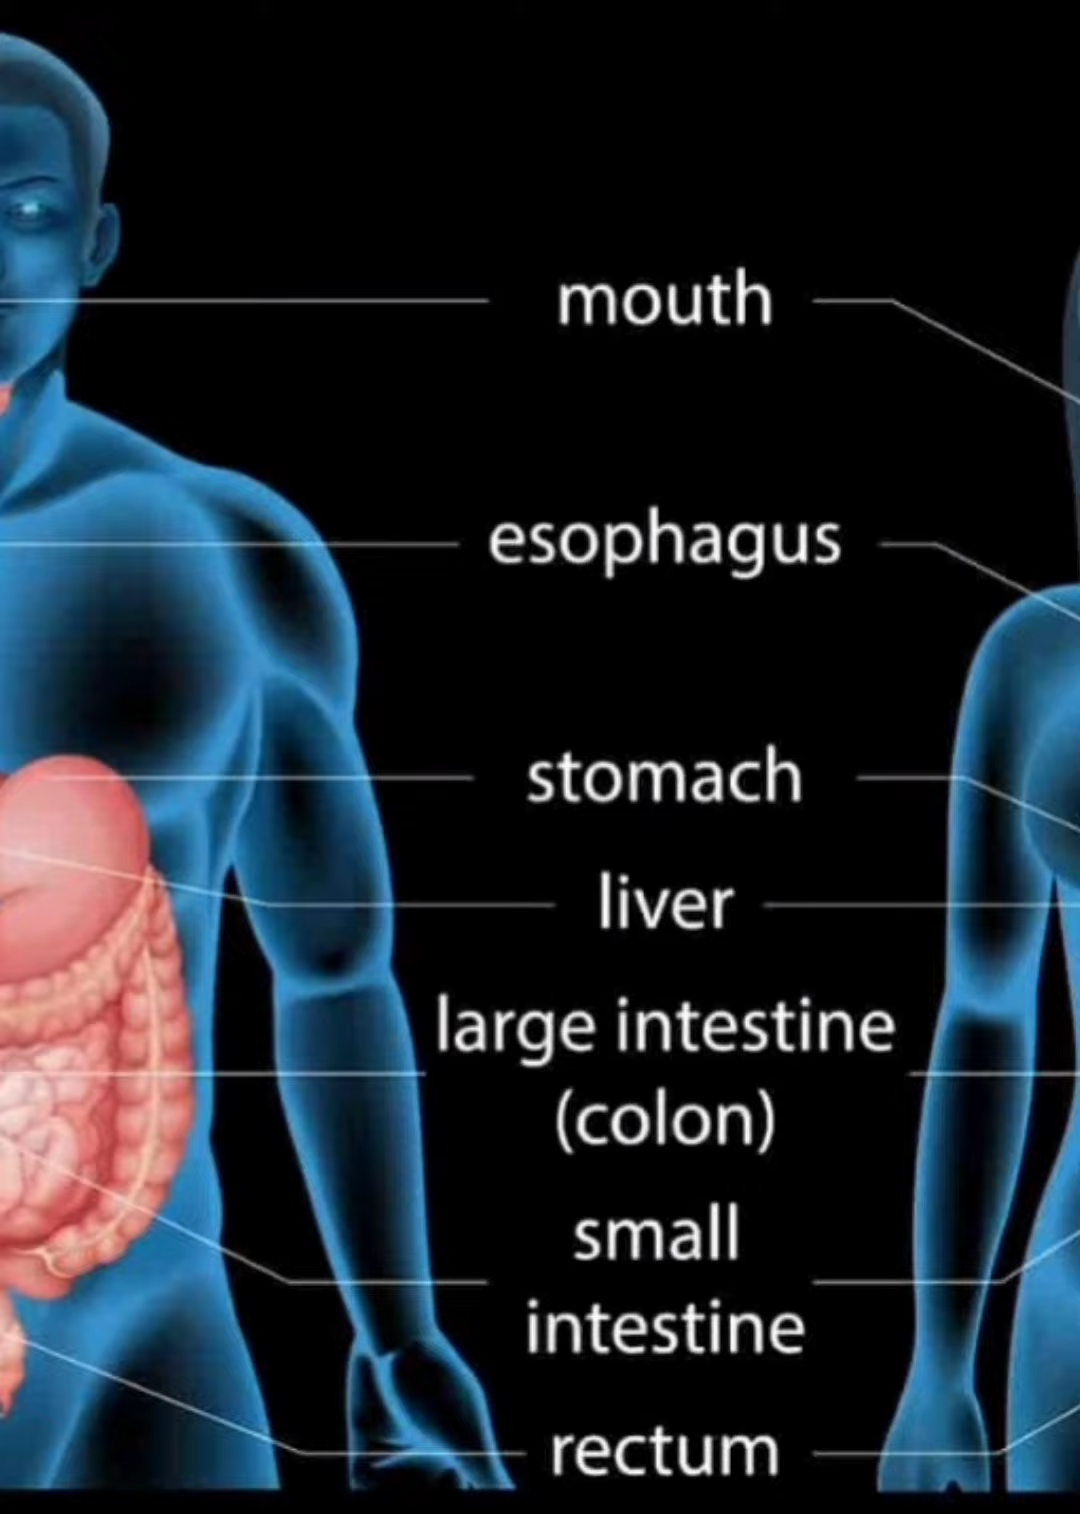 mouth
esophagus
stomach
liver
large intestine
(colon)
small
intestine
rectum